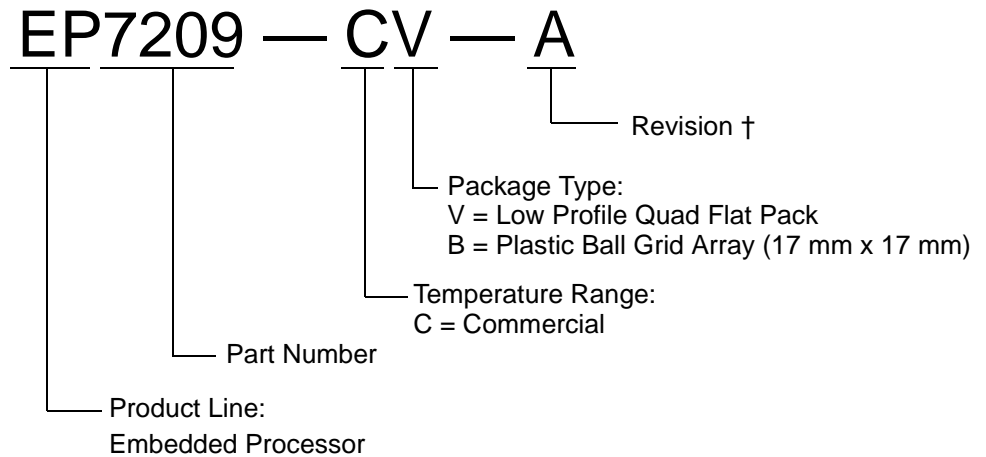 EP7209 — CV — A
Revision †
Package Type:
V = Low Profile Quad Flat Pack
B = Plastic Ball Grid Array (17 mm x 17 mm)
Temperature Range:
C = Commercial
Part Number
Product Line:
Embedded Processor